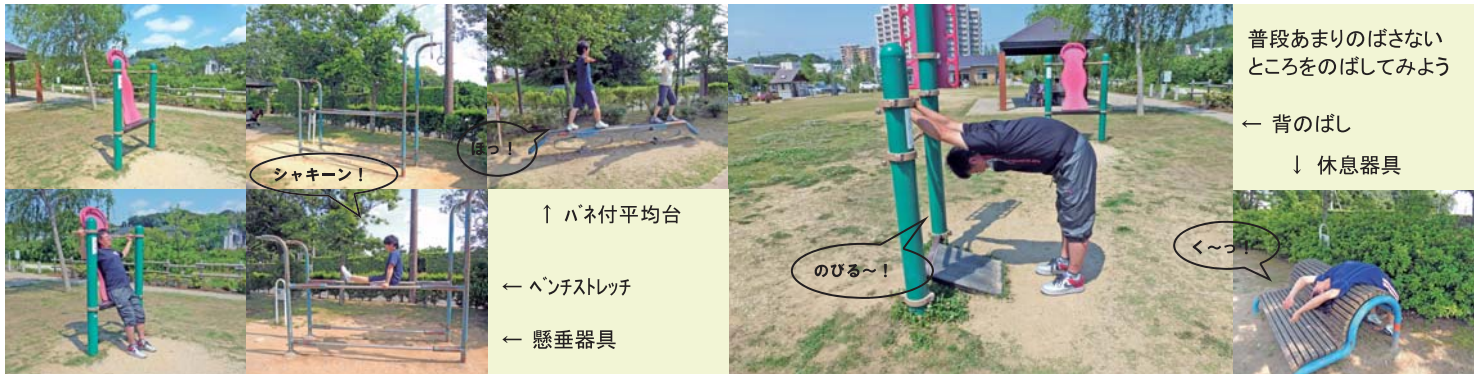 シャキーン！
ほっ！
↑ バネ付平均台
← ベンチストレッチ
← 懸垂器具
のびる～！
普段あまりのばさない
ところをのばしてみよう
← 背のばし
↓ 休息器具
く～っ！